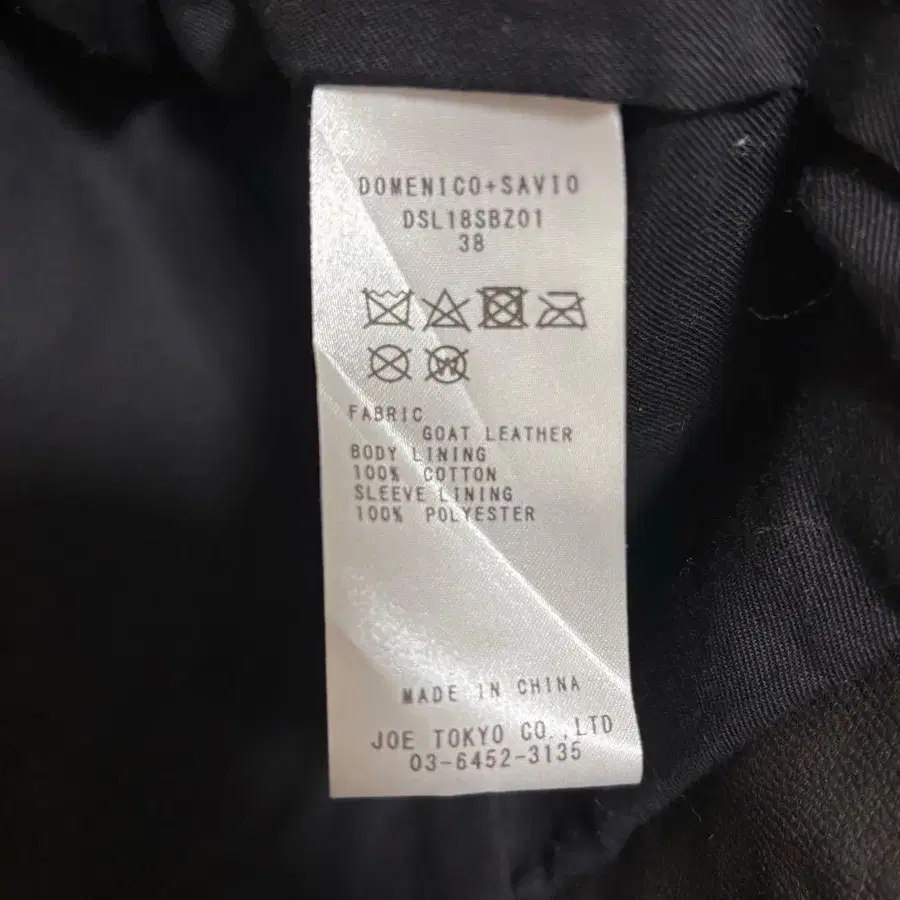 DOMENICO+SAVIO
DSL18SBZ01
38
W
FABRIC
GOAT LEATHER
BODY LINING
100% COTTON
SLEEVE LINING
100% POLYESTER
MADE IN CHINA
JOE TOKYO CO.,LTD
03-6452-3135